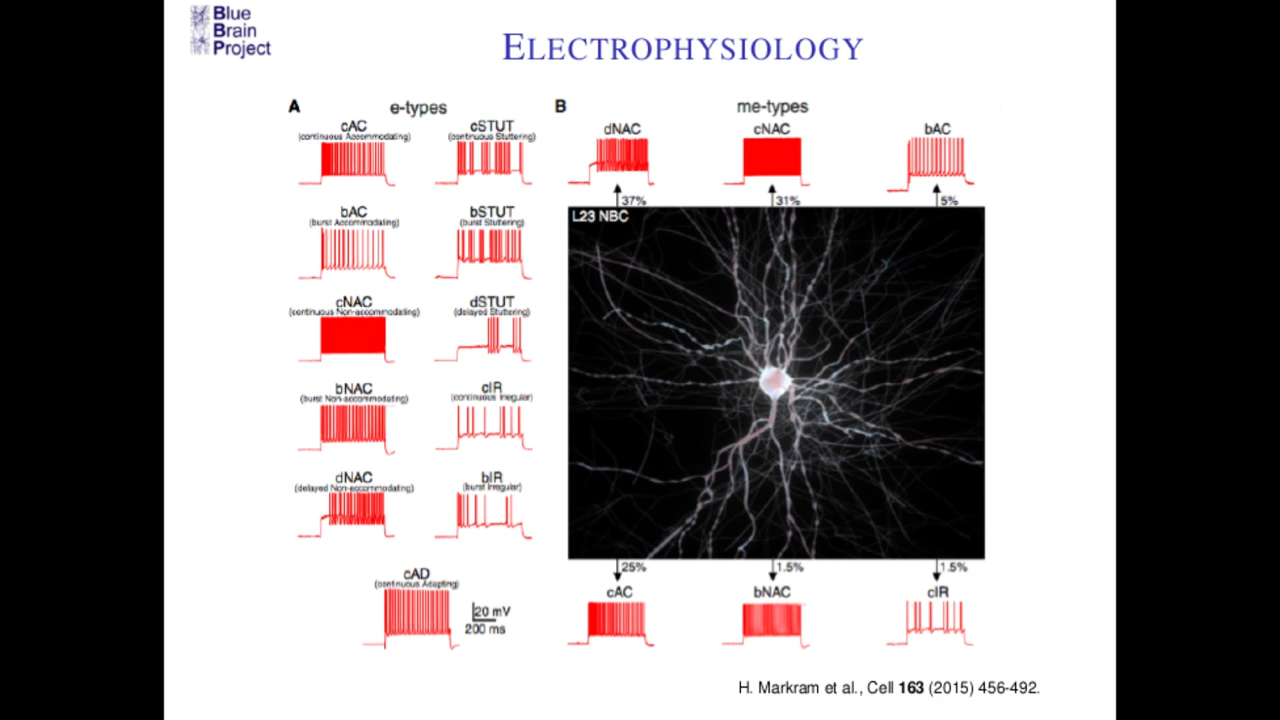 Blue
Brain
Project
ELECTROPHYSIOLOGY
A
e-types
cAC
(continuous Accommodating)
cSTUT
(continuous Stuttering)
bAC
(burst Accommodating)
bSTUT
(burst Stuttering)
cNAC
(continuous Non-accommodating)
dSTUT
(delayed Stuttering)
bNAC
(burst Non-accommodating)
cIR
(continuous Irregular)
dNAC
(delayed Non-accommodating)
bIR
(burst Irregular)
cAD
(continuous Adapting)
20 mV
200 ms
B
me-types
dNAC
cNAC
bAC
37%
31%
5%
L23 NBC
25%
1.5%
1.5%
cAC
bNAC
cIR
H. Markram et al., Cell 163 (2015) 456-492.